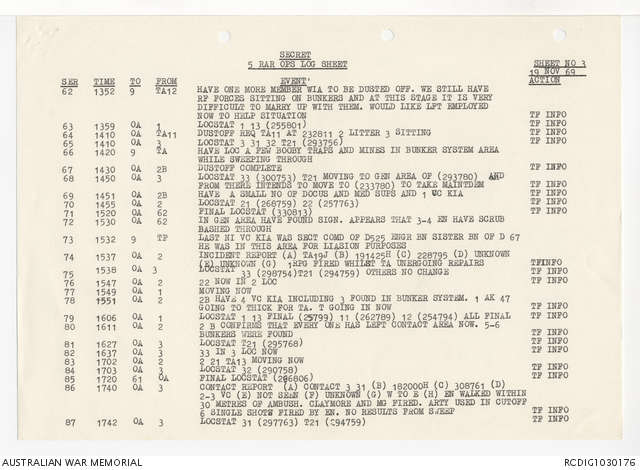 SECRET
5 RAR OPS LOG SHEET SHEET NO 3
19 NOV 69
SER TIME TO FROM EVENT' ACTION
62 1352 9 TA12 HAVE ONE MORE MEMBER WIA TO BE DUSTED OFF. WE STILL HAVE
RF FORCES SITTING ON BUNKERS AND AT THIS STAGE IT IS VERY
DIFFICULT TO MARRY UP WITH THEM. WOULD LIKE LFT EMPLOYED
NOW TO HELP SITUATION TF INFO
63 1359 OA 1 LOCSTAT 1 13 (255801) TF INFO
64 1410 OA TA11 DUSTOFF REQ TA11 AT 232811 2 LITTER 3 SITTING TF INFO
65 1410 OA 3 LOCSTAT 3 31 32 T21 (293756) TF INFO
66 1420 9 TA HAVE LOC A FEW BOOBY TRAPS AND MINES IN BUNKER SYSTEM AREA
WHILE SWEEPING THROUGH
67 1430 OA 2B DUSTOFF COMPLETE TF INFO
68 1450 OA 3 LOCSTAT 33 (300753) T21 MOVING TO GEN AREA OF (293780) AND
FROM THERE INTENDS TO MOVE TO (233780) TO TAKE MAINTDEM TF INFO
69 1451 OA 2B HAVE A SMALL NO OF DOCUS AND MED SUPS AND 1 VC KIA TF INFO
70 1455 OA 2 LOCSTAT 21 (268759) 22 (257763) TF INFO
71 1520 OA 62 FINAL LOCSTAT (330813) TF INFO
72 1530 OA 62 IN GEN AREA HAVE FOUND SIGN. APPEARS THAT 3-4 EN HAVE SCRUB
BASHED THROUGH TF INFO
73 1532 9 TP LAST NI VC KIA WAS SECT COMD OF D525 ENGR BN SISTER BN OF D 67
HE WAS IN THIS AREA FOR LIASION PURPOSES TF INFO
74 1537 OA 2 INCIDENT REPORT (A) TA19J (B) 191425H (C) 228795 (D) UNKNOWN
(E) UNKNOWN (G) 1RPG FIRED WHILST TA UNDERGOING REPAIRS TFINFO
75 1538 OA 3 LOCSTAT 33 (298754) T21 (294759) OTHERS NO CHANGE TF INFO
76 1547 OA 2 22 NOW IN 2 LOC TF INFO
77 1549 OA 1 MOVING NOW TF INFO
78 1551 OA 2 2B HAVE 4 VC KIA INCLUDING 3 FOUND IN BUNKER SYSTEM. 1 AK 47
GOING TO THICK FOR TA. T GOING IN NOW TF INFO
79 1606 OA 1 LOCSTAT 1 13 FINAL (25799) 11 (262789) 12 (254794) ALL FINAL TF INFO
80 1611 OA 2 2 B CONFIRMS THAT EVERY ONE HAS LEFT CONTACT AREA NOW. 5-6
BUNKERS WERE FOUND TF INFO
81 1627 OA 3 LOCSTAT T21 (295768) TF INFO
82 1637 OA 3 33 IN 3 LOC NOW TF INFO
83 1702 OA 2 2 21 TA13 MOVING NOW TF INFO
84 1703 OA 3 LOCSTAT 32 (290758) TF INFO
85 1720 61 OA FINAL LOCSTAT (296806) TF INFO
86 1740 OA 3 CONTACT REPORT (A) CONTACT 3 31 (B) 182000H (C) 308761 (D)
2-3 VC (E) NOT SEEN (F) UNKNOWN (G) W TO E (H) EN WALKED WITHIN
30 METRES OF AMBUSH. CLAYMORE AND MG FIRED. ARTY USED IN CUTOFF
6 SINGLE SHOTS FIRED BY EN. NO RESULTS FROM SWEEP TF INFO
87 1742 OA 3 LOCSTAT 31 (297763) T21 (294759) TF INFO
AUSTRALIAN WAR MEMORIAL RCDIG1030176